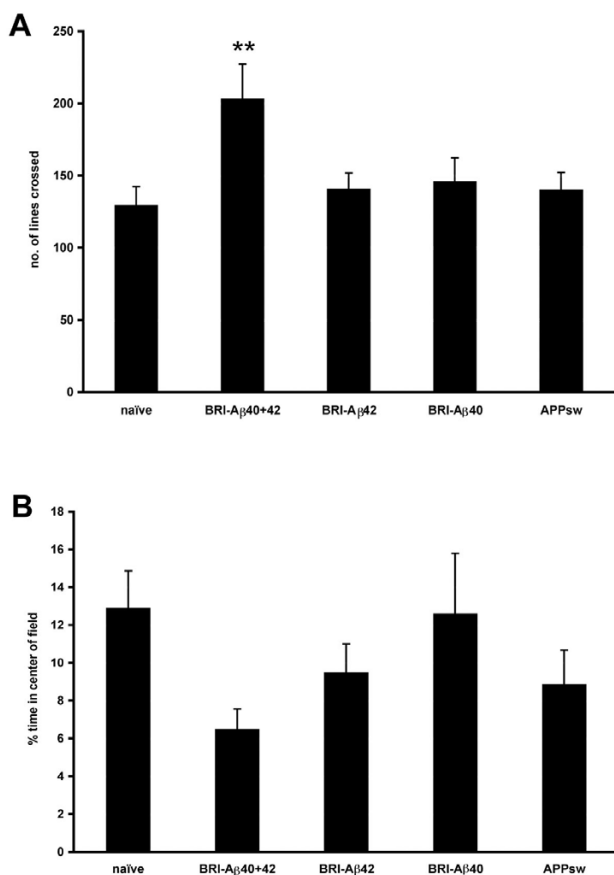 A
**
no. of lines crossed
250
200
150
100
50
0
naïve BRI-Aβ40+42 BRI-Aβ42 BRI-Aβ40 APPsw
B
% time in center of field
18
16
14
12
10
8
6
4
2
0
naïve BRI-Aβ40+42 BRI-Aβ42 BRI-Aβ40 APPsw